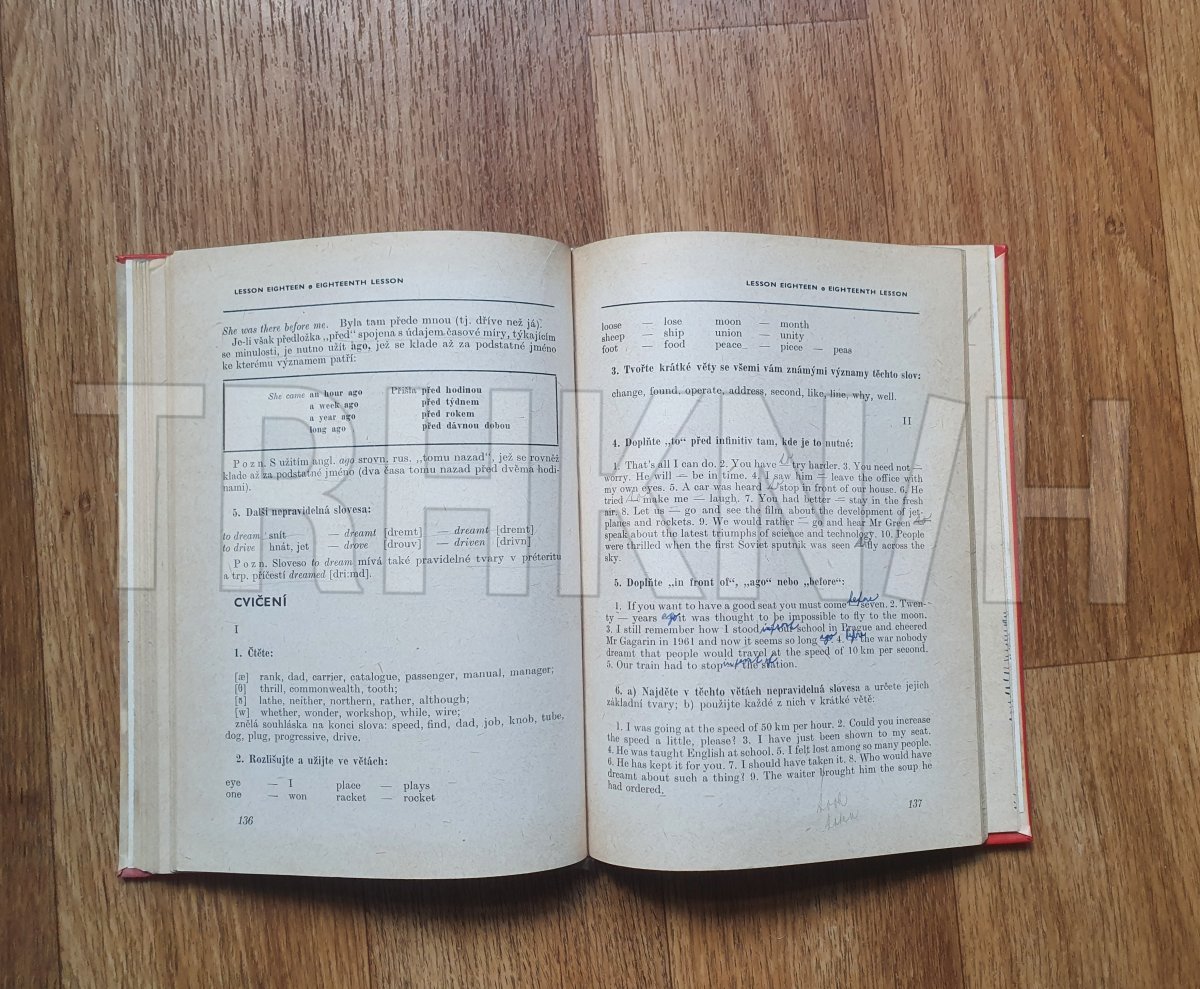 LESSON EIGHTEEN ● EIGHTEENTH LESSON
She was there before me. Byla tam přede mnou (tj. dříve než já).
Je-li však předložka „před" spojena s údajem časové míry, týkajícím
se minulosti, je nutno užít ago, jež se klade až za podstatné jméno
ke kterému významem patří:
She came an hour ago Přišla před hodinou
a week ago před týdnem
a year ago před rokem
long ago před dávnou dobou
Pozn. S užitím angl. ago srovn. rus. „tomu nazad", jež se rovněž
klade až za podstatné jméno (dva časa tomu nazad před dvěma hodi-
nami).
5. Další nepravidelná slovesa:
to dream snít — dreamt [dremt] — dreamt [dremt]
to drive hnát, jet — drove [drouv] — driven [drivn]
Pozn. Sloveso to dream mívá také pravidelné tvary v préteritu
a trp. příčestí dreamed [dri:md].
CVIČENÍ
I
1. Čtěte:
[æ] rank, dad, carrier, catalogue, passenger, manual, manager;
[θ] thrill, commonwealth, tooth;
[ð] lathe, neither, northern, rather, although;
[w] whether, wonder, workshop, while, wire;
znělá souhláska na konci slova: speed, find, dad, job, knob, tube,
dog, plug, progressive, drive.
2. Rozlišujte a užijte ve větách:
eye — I place — plays
one — won racket — rocket
136
LESSON EIGHTEEN ● EIGHTEENTH LESSON
loose — lose moon — month
sheep — ship union — unity
foot — food peace — piece — peas
3. Tvořte krátké věty se všemi vám známými významy těchto slov:
change, found, operate, address, second, like, line, why, well.
II
4. Doplňte „to" před infinitiv tam, kde je to nutné:
1. That's all I can do. 2. You have — try harder. 3. You need not —
worry. He will — be in time. 4. I saw him — leave the office with
my own eyes. 5. A car was heard — stop in front of our house. 6. He
tried — make me — laugh. 7. You had better — stay in the fresh
air. 8. Let us — go and see the film about the development of jet-
planes and rockets. 9. We would rather — go and hear Mr Green to
speak about the latest triumphs of science and technology. 10. People
were thrilled when the first Soviet sputnik was seen to fly across the
sky.
5. Doplňte „in front of", „ago" nebo „before":
1. If you want to have a good seat you must come before seven. 2. Twen-
ty — years ago it was thought to be impossible to fly to the moon.
3. I still remember how I stood in front our school in Prague and cheered
Mr Gagarin in 1961 and now it seems so long ago. 4. before the war nobody
dreamt that people would travel at the speed of 10 km per second.
5. Our train had to stop in front of the station.
6. a) Najděte v těchto větách nepravidelná slovesa a určete jejich
základní tvary; b) použijte každé z nich v krátké větě:
1. I was going at the speed of 50 km per hour. 2. Could you increase
the speed a little, please? 3. I have just been shown to my seat.
4. He was taught English at school. 5. I felt lost among so many people.
6. He has kept it for you. 7. I should have taken it. 8. Who would have
dreamt about such a thing? 9. The waiter brought him the soup he
had ordered.
137
TRHKNIH